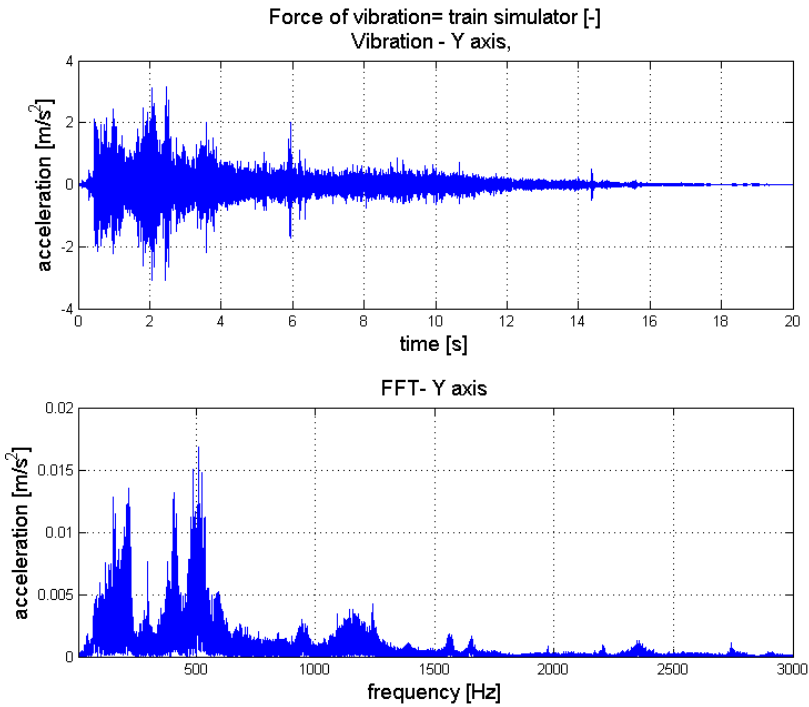 Force of vibration= train simulator [-]
Vibration - Y axis,
4
2
0
-2
-4
acceleration [m/s²]
0 2 4 6 8 10 12 14 16 18 20
time [s]
FFT- Y axis
0.02
0.015
0.01
0.005
0
acceleration [m/s²]
500 1000 1500 2000 2500 3000
frequency [Hz]